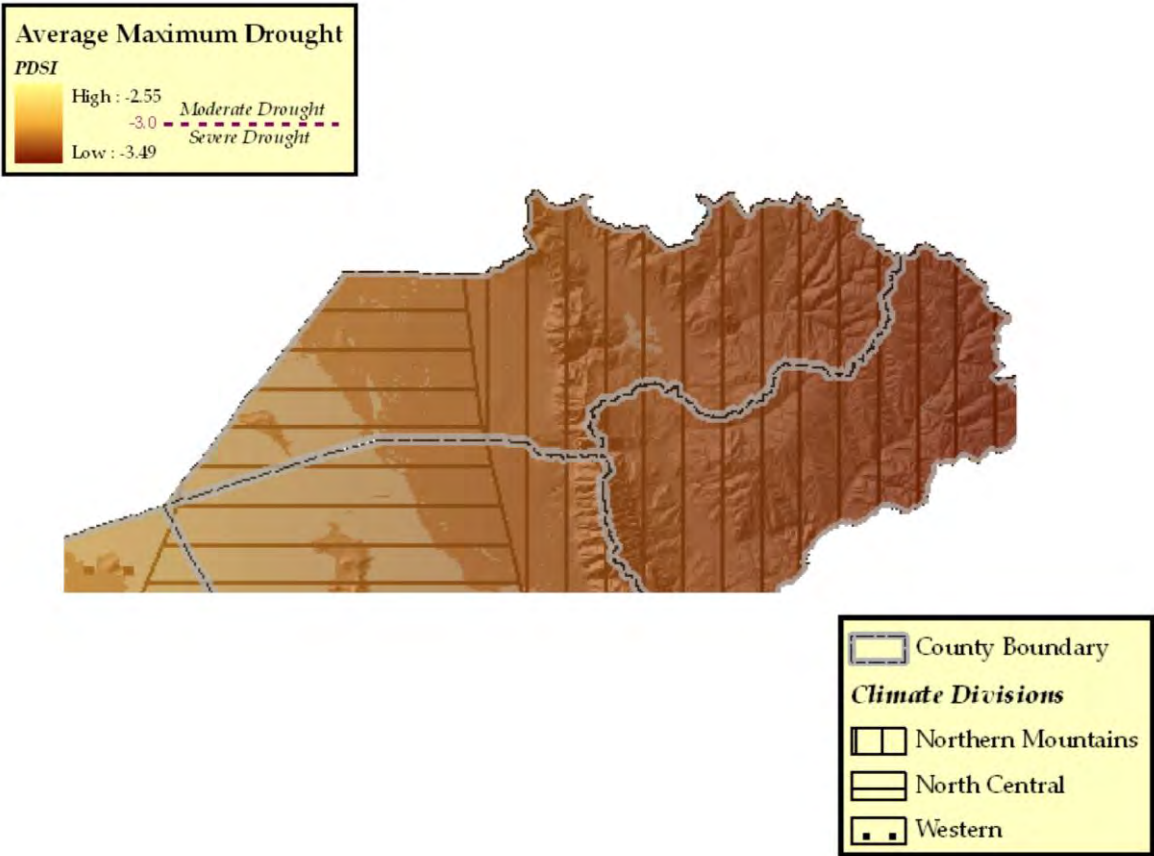 Average Maximum Drought
PDSI
High : -2.55
Moderate Drought
-3.0
Severe Drought
Low : -3.49
County Boundary
Climate Divisions
Northern Mountains
North Central
Western